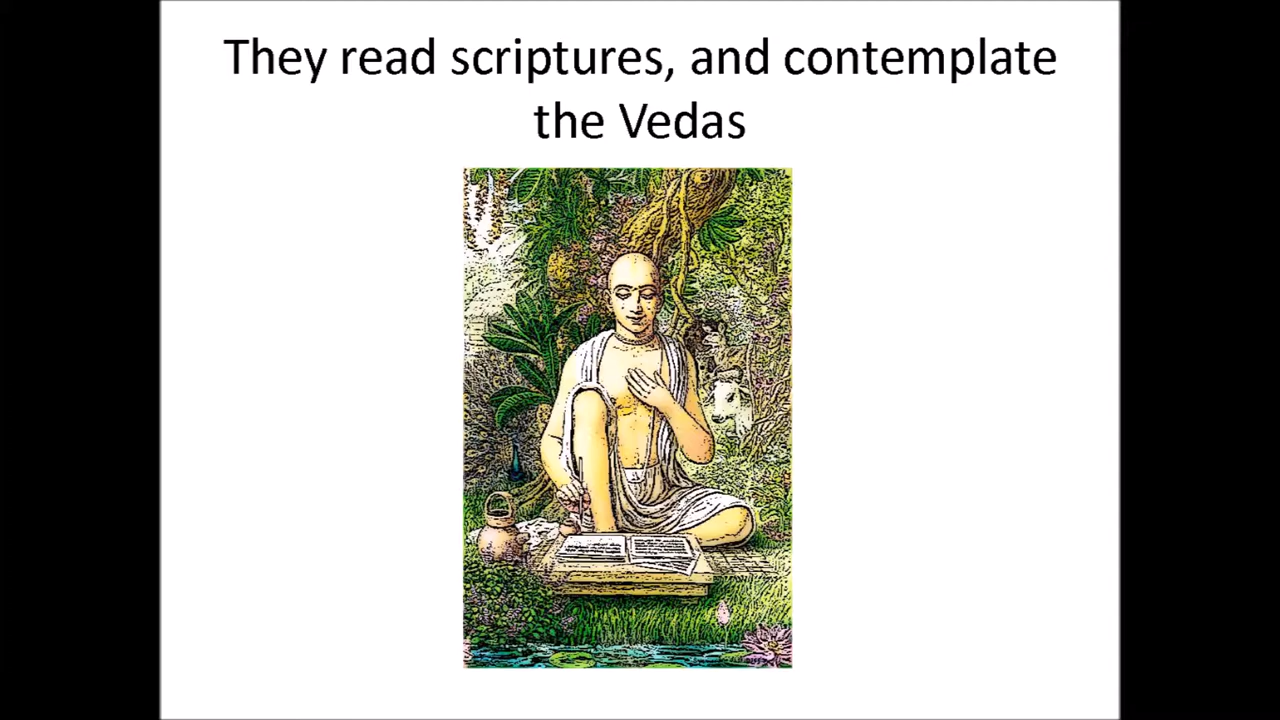 They read scriptures, and contemplate
the Vedas